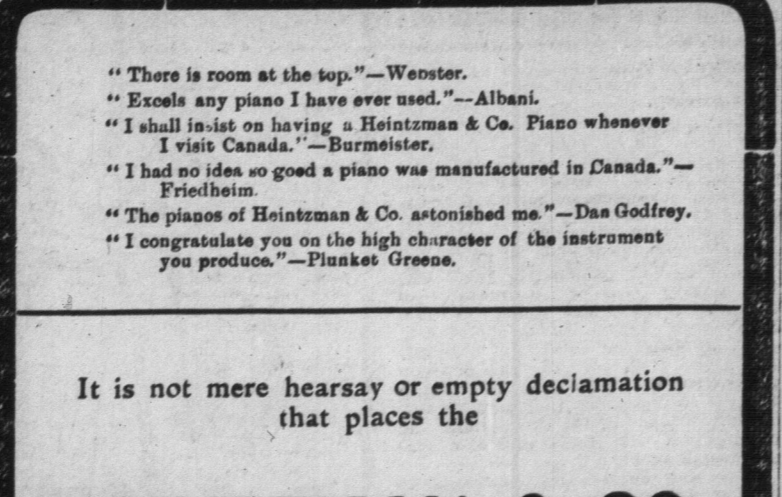 “ There is room at the top.”—Webster.
“ Excels any piano I have ever used.”—Albani.
“ I shall insist on having a Heintzman & Co. Piano whenever
I visit Canada.”—Burmeister.
“ I had no idea so good a piano was manufactured in Canada.”—
Friedheim.
“ The pianos of Heintzman & Co. astonished me.”—Dan Godfrey.
“ I congratulate you on the high character of the instrument
you produce.”—Plunket Greene.
It is not mere hearsay or empty declamation
that places the